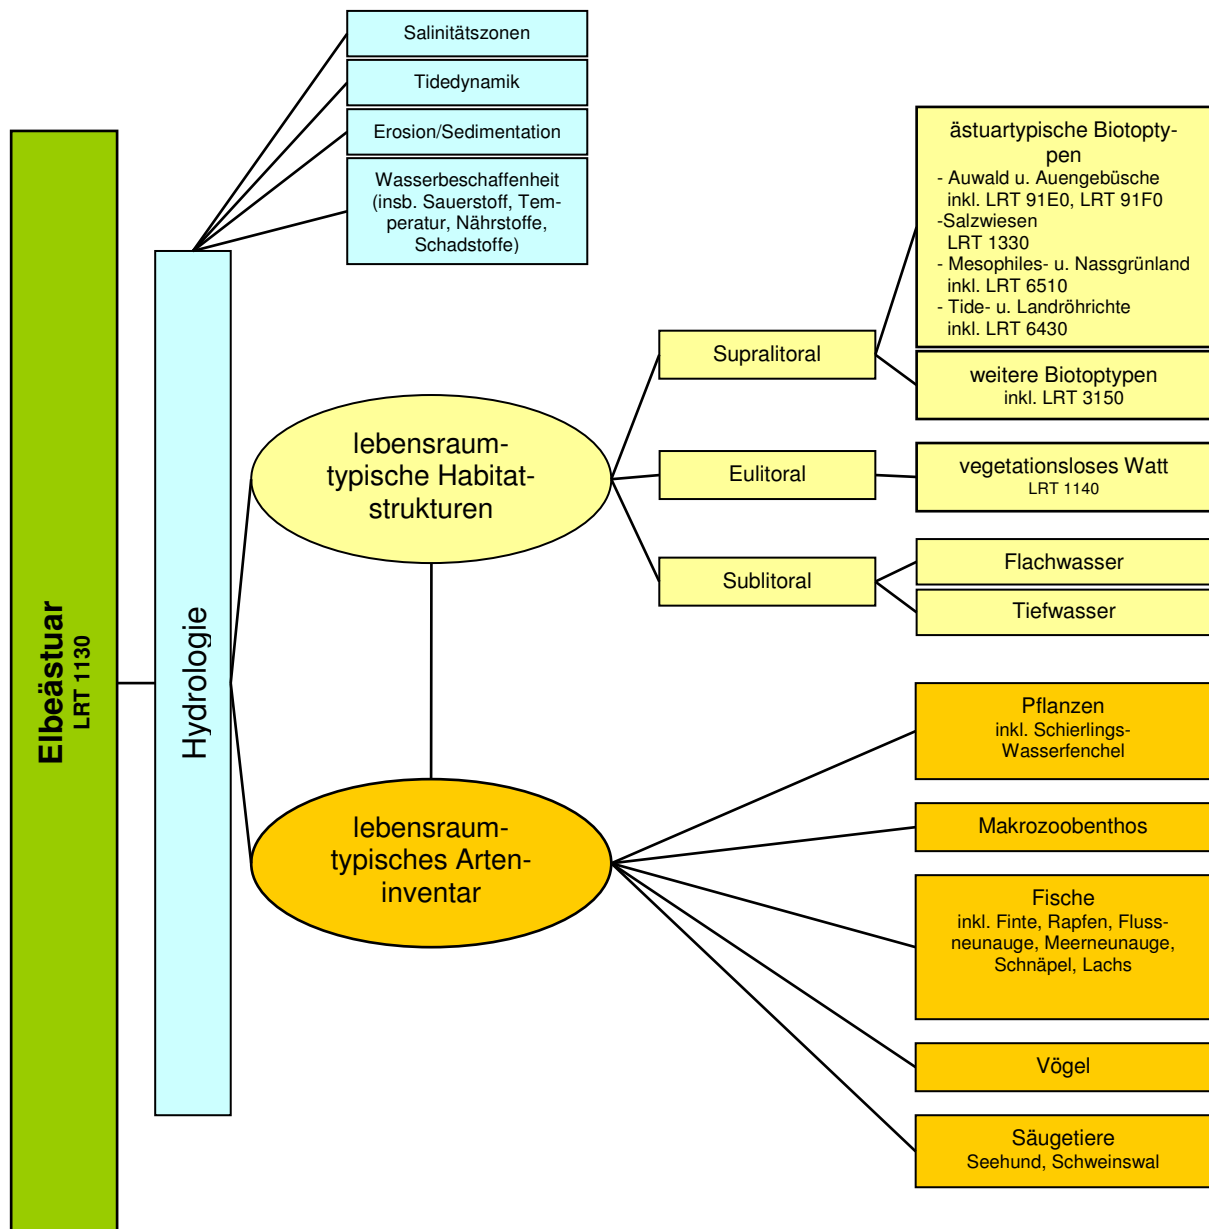 Elbeästuar
LRT 1130
Hydrologie
Salinitätszonen
Tidedynamik
Erosion/Sedimentation
Wasserbeschaffenheit
(insb. Sauerstoff, Tem-
peratur, Nährstoffe,
Schadstoffe)
lebensraum-
typische Habitat-
strukturen
Supralitoral
ästuartypische Biotopty-
pen
- Auwald u. Auengebüsche
inkl. LRT 91E0, LRT 91F0
-Salzwiesen
LRT 1330
- Mesophiles- u. Nassgrünland
inkl. LRT 6510
- Tide- u. Landröhrichte
inkl. LRT 6430
weitere Biotoptypen
inkl. LRT 3150
Eulitoral
vegetationsloses Watt
LRT 1140
Sublitoral
Flachwasser
Tiefwasser
lebensraum-
typisches Arten-
inventar
Pflanzen
inkl. Schierlings-
Wasserfenchel
Makrozoobenthos
Fische
inkl. Finte, Rapfen, Fluss-
neunauge, Meerneunauge,
Schnäpel, Lachs
Vögel
Säugetiere
Seehund, Schweinswal